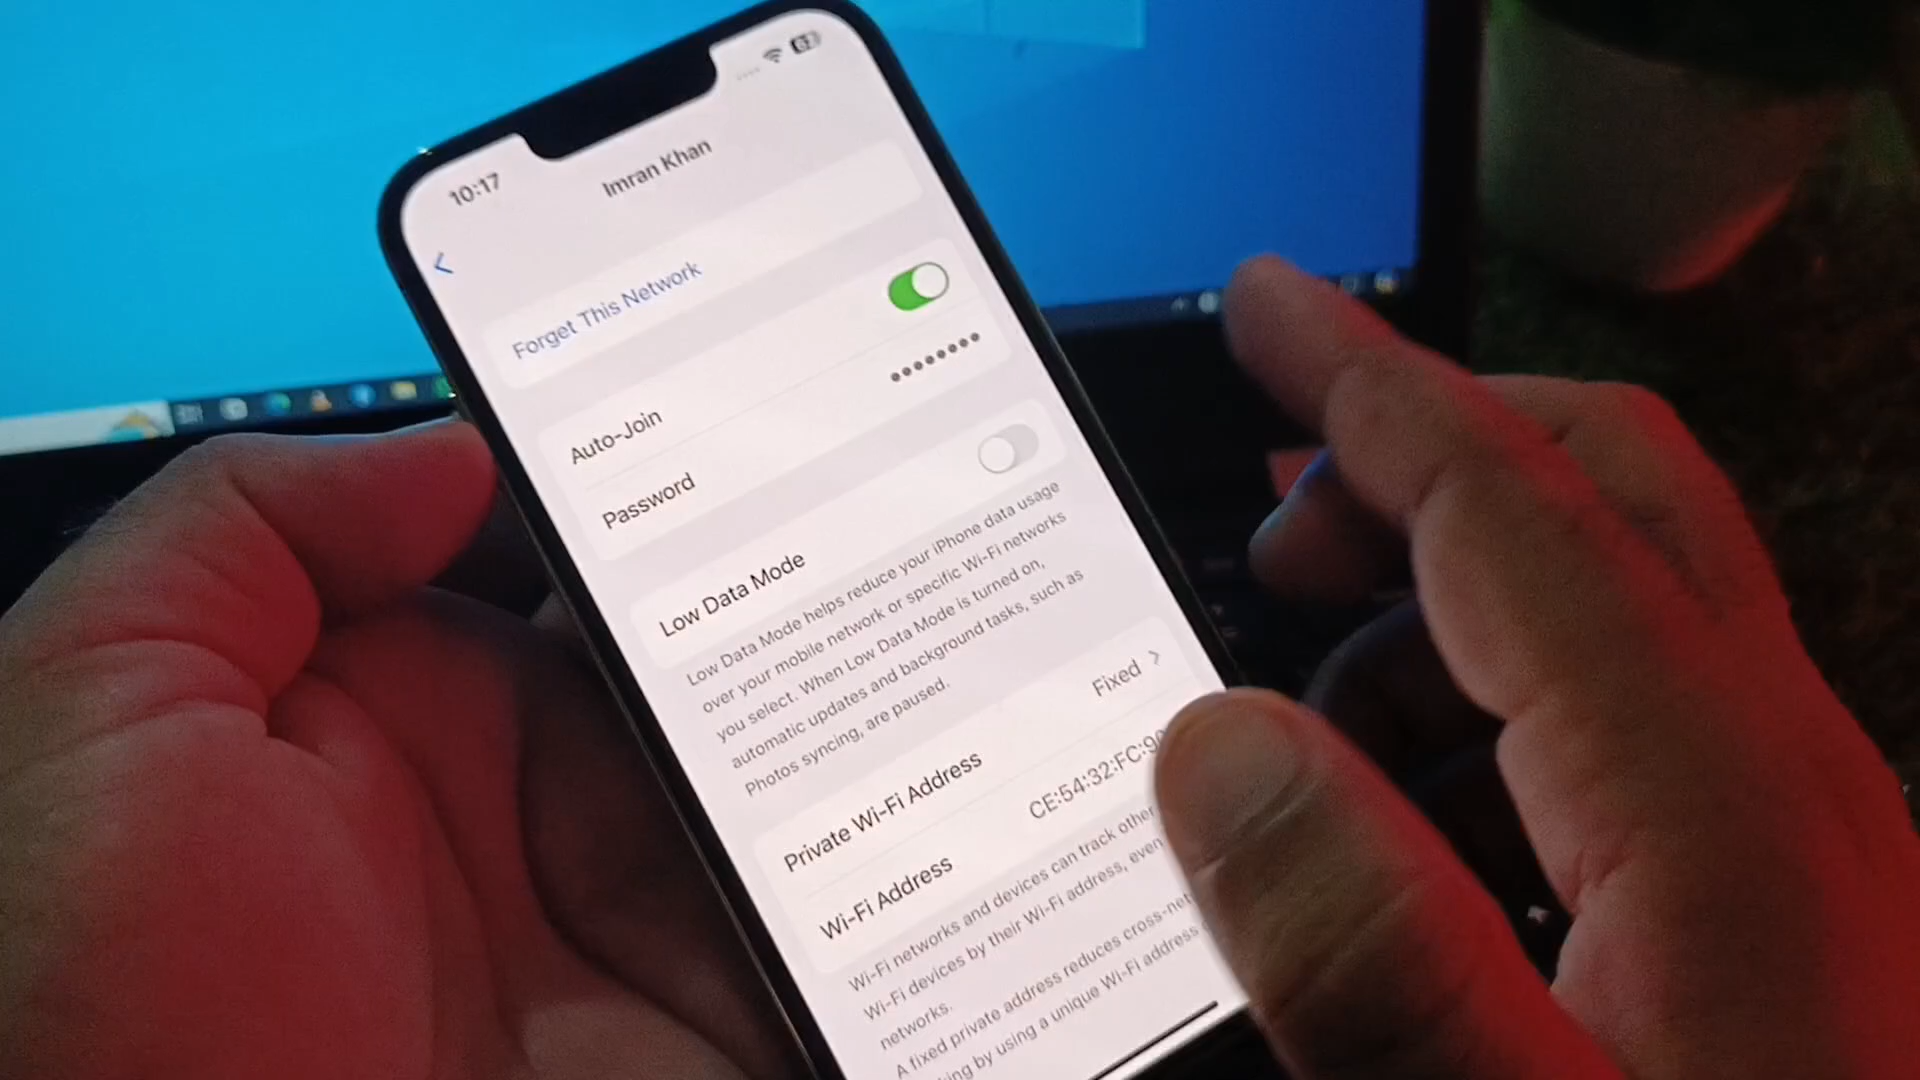 10:17
Imran Khan
Forget This Network
Auto-Join
Password
Low Data Mode
Low Data Mode helps reduce your iPhone data usage
over your mobile network or specific Wi-Fi networks
you select. When Low Data Mode is turned on,
automatic updates and background tasks, such as
Photos syncing, are paused.
Private Wi-Fi Address Fixed
Wi-Fi Address CE:54:32:FC:9
Wi-Fi networks and devices can track other
Wi-Fi devices by their Wi-Fi address, even
networks.
A fixed private address reduces cross-net
king by using a unique Wi-Fi address